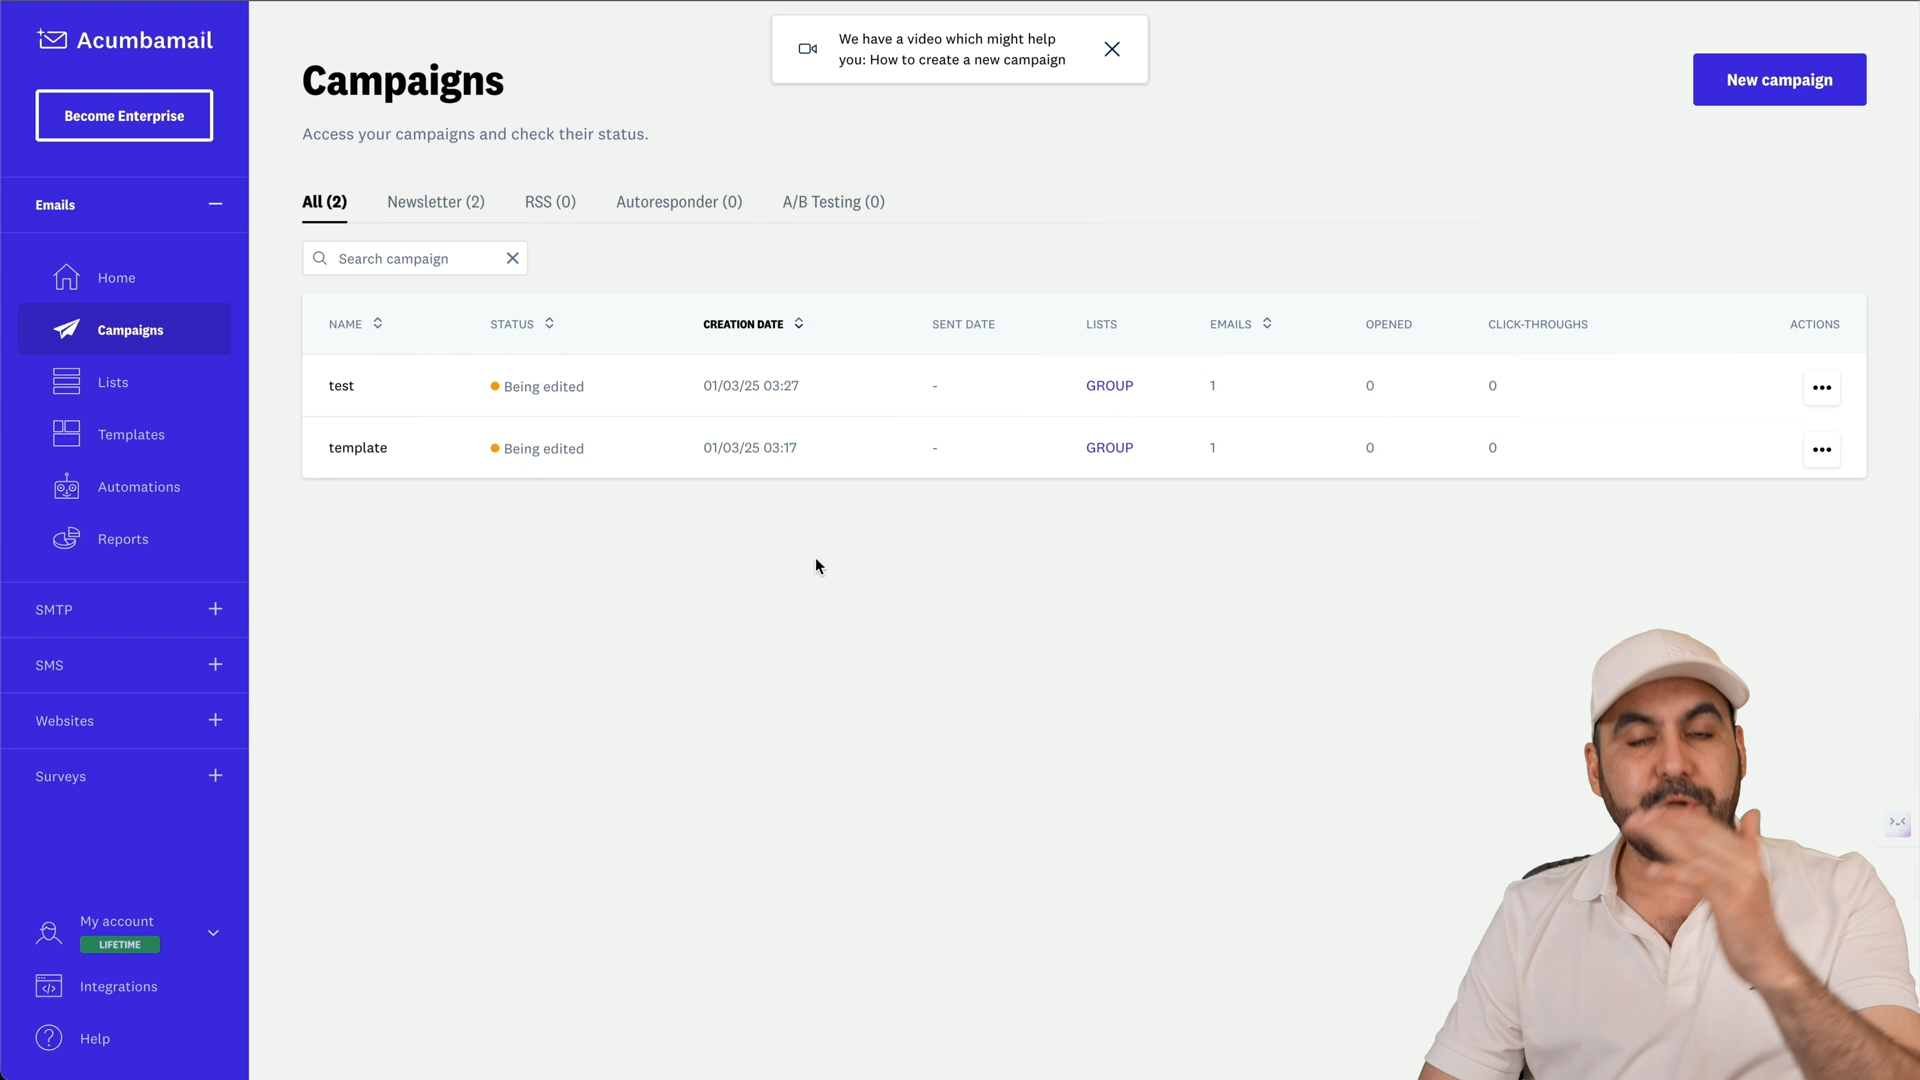 Acumbamail
Become Enterprise
Emails
Home
Campaigns
Lists
Templates
Automations
Reports
SMTP
SMS
Websites
Surveys
My account
LIFETIME
Integrations
Help
We have a video which might help
you: How to create a new campaign
Campaigns
New campaign
Access your campaigns and check their status.
All (2) Newsletter (2) RSS (0) Autoresponder (0) A/B Testing (0)
Search campaign
NAME STATUS CREATION DATE SENT DATE LISTS EMAILS OPENED CLICK-THROUGHS ACTIONS
test Being edited 01/03/25 03:27 - GROUP 1 0 0
template Being edited 01/03/25 03:17 - GROUP 1 0 0